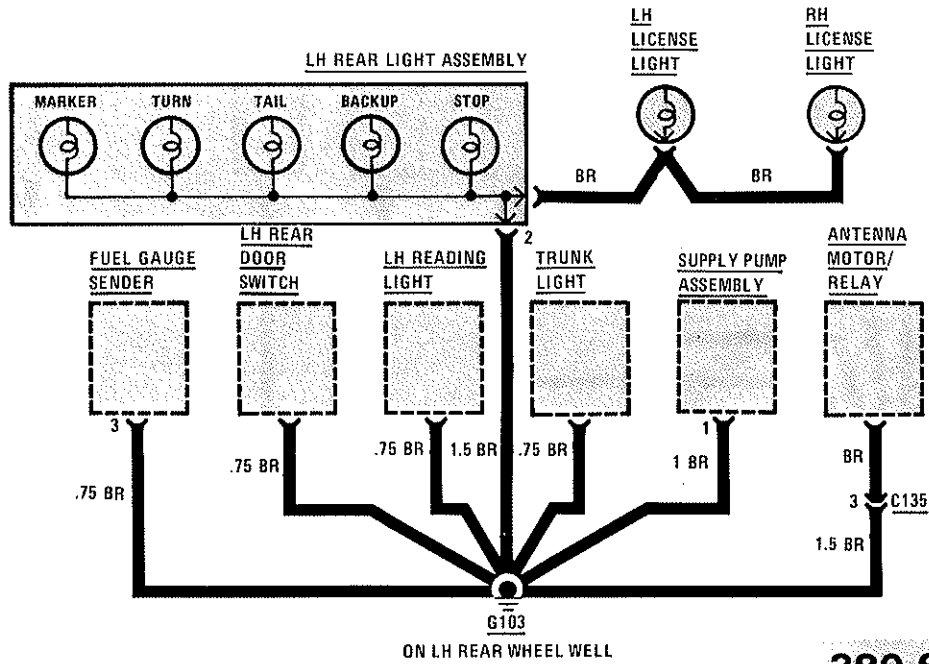 LH
LICENSE
LIGHT
RH
LICENSE
LIGHT
LH REAR LIGHT ASSEMBLY
MARKER TURN TAIL BACKUP STOP
BR
BR
2
FUEL GAUGE
SENDER
LH REAR
DOOR
SWITCH
LH READING
LIGHT
TRUNK
LIGHT
SUPPLY PUMP
ASSEMBLY
ANTENNA
MOTOR/
RELAY
3
1
.75 BR
.75 BR
.75 BR
1.5 BR
.75 BR
1 BR
BR
3
C135
1.5 BR
G103
ON LH REAR WHEEL WELL